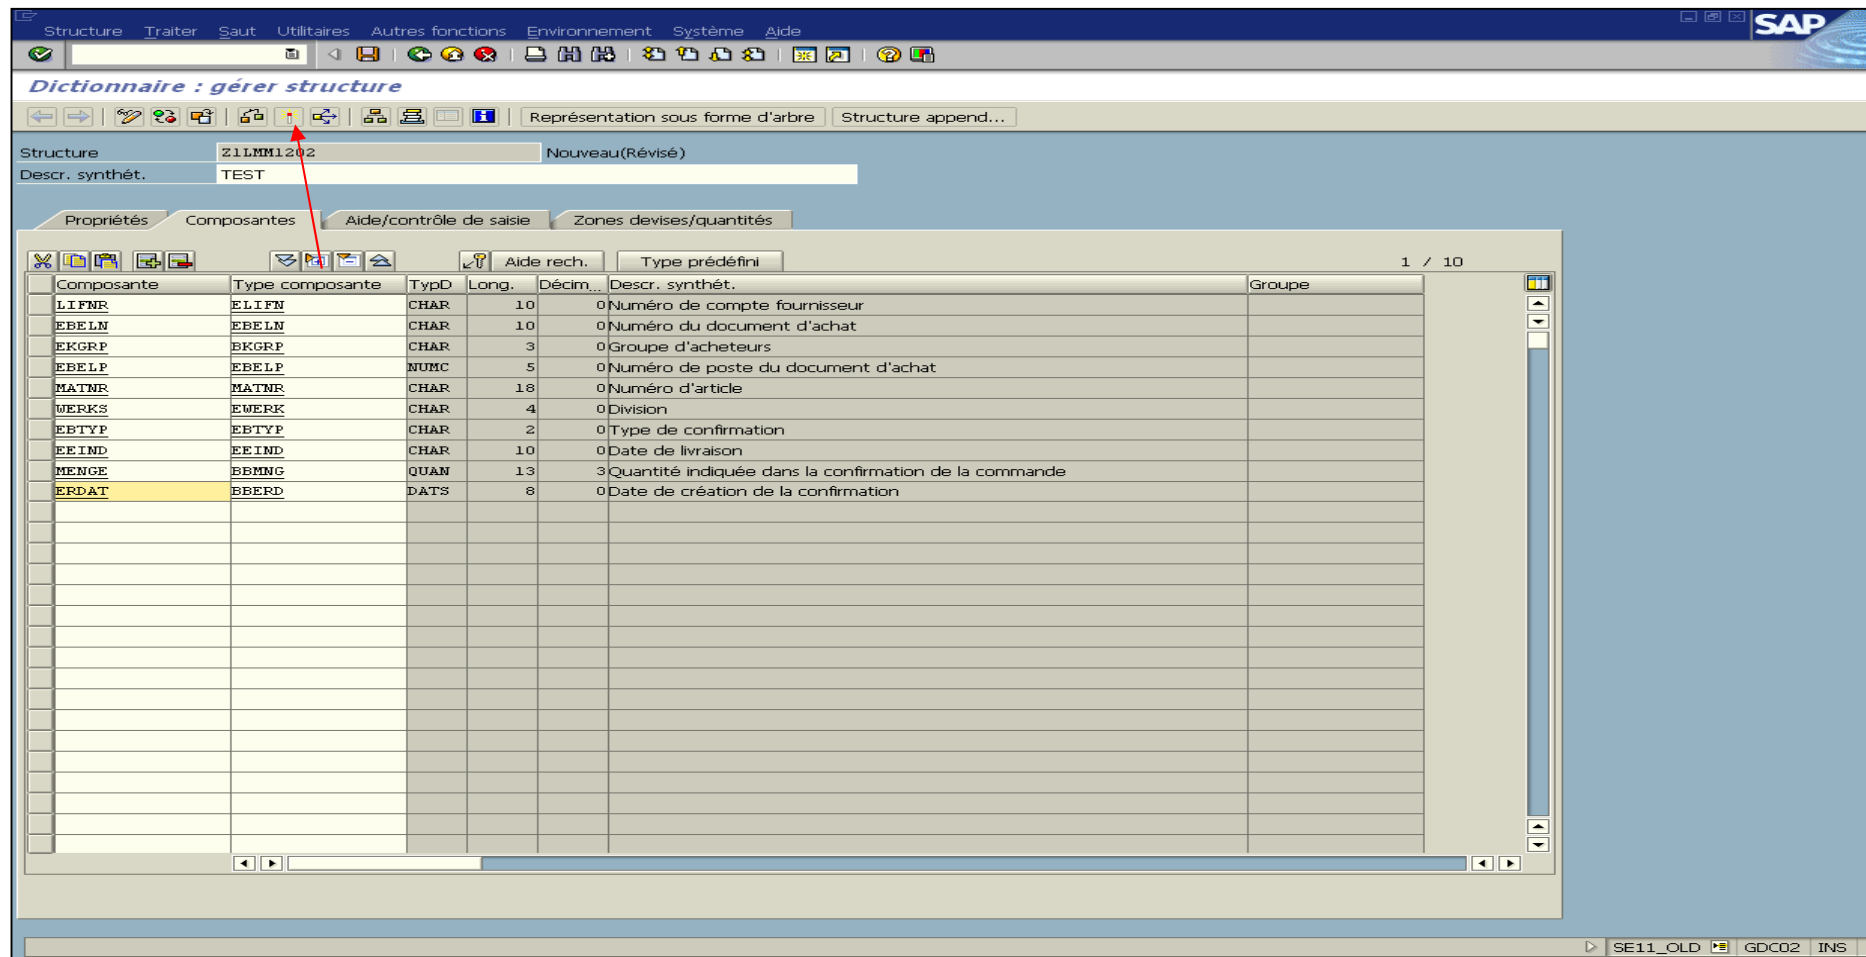 Structure Traiter Saut Utilitaires Autres fonctions Environnement Système Aide
SAP
Dictionnaire : gérer structure
Représentation sous forme d'arbre Structure append...
Structure Z1LMM1202 Nouveau(Révisé)
Descr. synthét. TEST
Propriétés Composantes Aide/contrôle de saisie Zones devises/quantités
Aide rech. Type prédéfini 1 / 10
Composante Type composante TypD Long. Décim... Descr. synthét. Groupe
LIFNR ELIFN CHAR 10 0 Numéro de compte fournisseur
EBELN EBELN CHAR 10 0 Numéro du document d'achat
EKGRP BKGRP CHAR 3 0 Groupe d'acheteurs
EBELP EBELP NUMC 5 0 Numéro de poste du document d'achat
MATNR MATNR CHAR 18 0 Numéro d'article
WERKS EWERK CHAR 4 0 Division
EBTYP EBTYP CHAR 2 0 Type de confirmation
EEIND EEIND CHAR 10 0 Date de livraison
MENGE BBMNG QUAN 13 3 Quantité indiquée dans la confirmation de la commande
ERDAT BBERD DATS 8 0 Date de création de la confirmation
SE11_OLD GDC02 INS